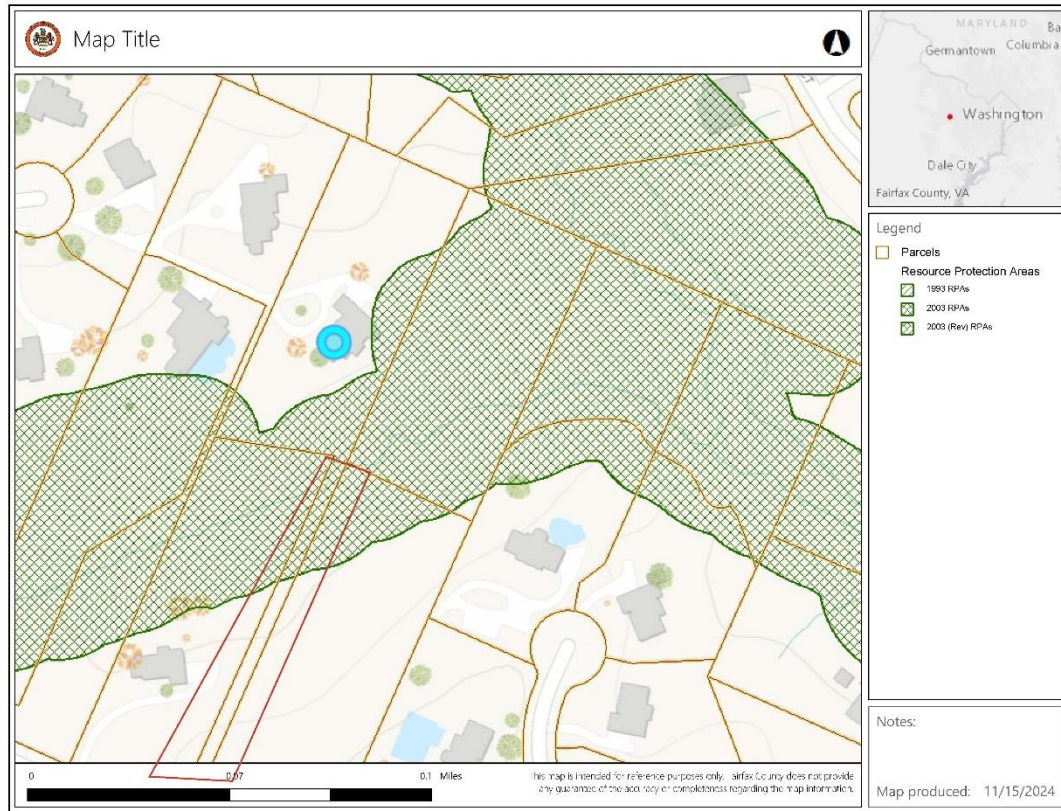 Map Title
MARYLAND
Ba
Germantown
Columbia
Washington
Dale City
Fairfax County, VA
Legend
Parcels
Resource Protection Areas
1993 RPAs
2003 RPAs
2003 (Rev) RPAs
CT
0
0.07
0.1 Miles
This map is intended for reference purposes only. Fairfax County does not provide
any guarantee of the accuracy or completeness regarding the map information.
Notes:
Map produced: 11/15/2024